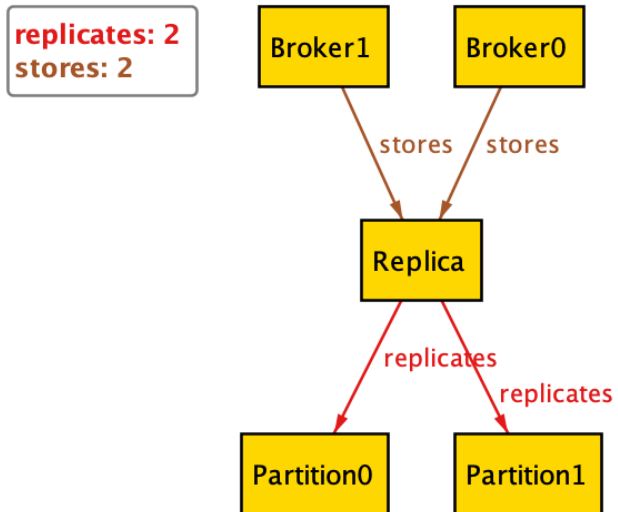 replicates: 2
stores: 2
Broker1
Broker0
stores
stores
Replica
replicates
replicates
Partition0
Partition1